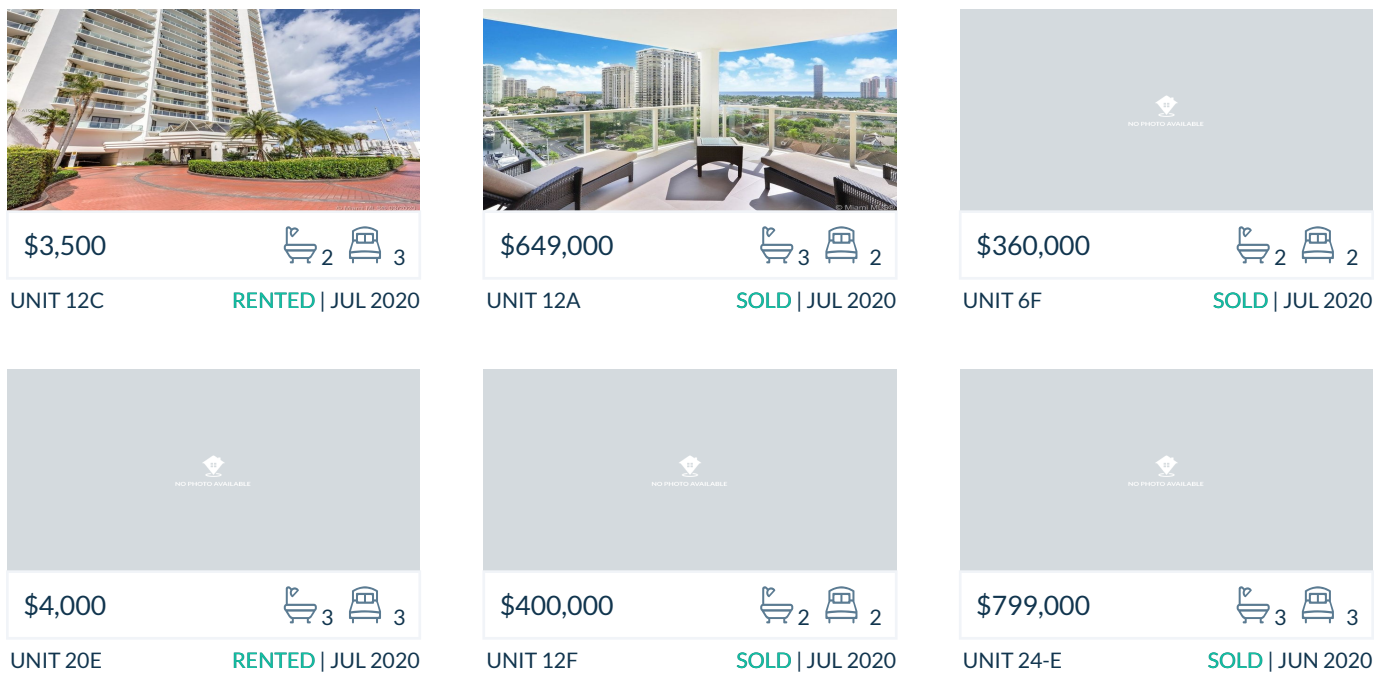 © Miami M
NO PHOTO AVAILABLE
$3,500 2 3
$649,000 3 2
$360,000 2 2
UNIT 12C RENTED | JUL 2020
UNIT 12A SOLD | JUL 2020
UNIT 6F SOLD | JUL 2020
NO PHOTO AVAILABLE
NO PHOTO AVAILABLE
NO PHOTO AVAILABLE
$4,000 3 3
$400,000 2 2
$799,000 3 3
UNIT 20E RENTED | JUL 2020
UNIT 12F SOLD | JUL 2020
UNIT 24-E SOLD | JUN 2020